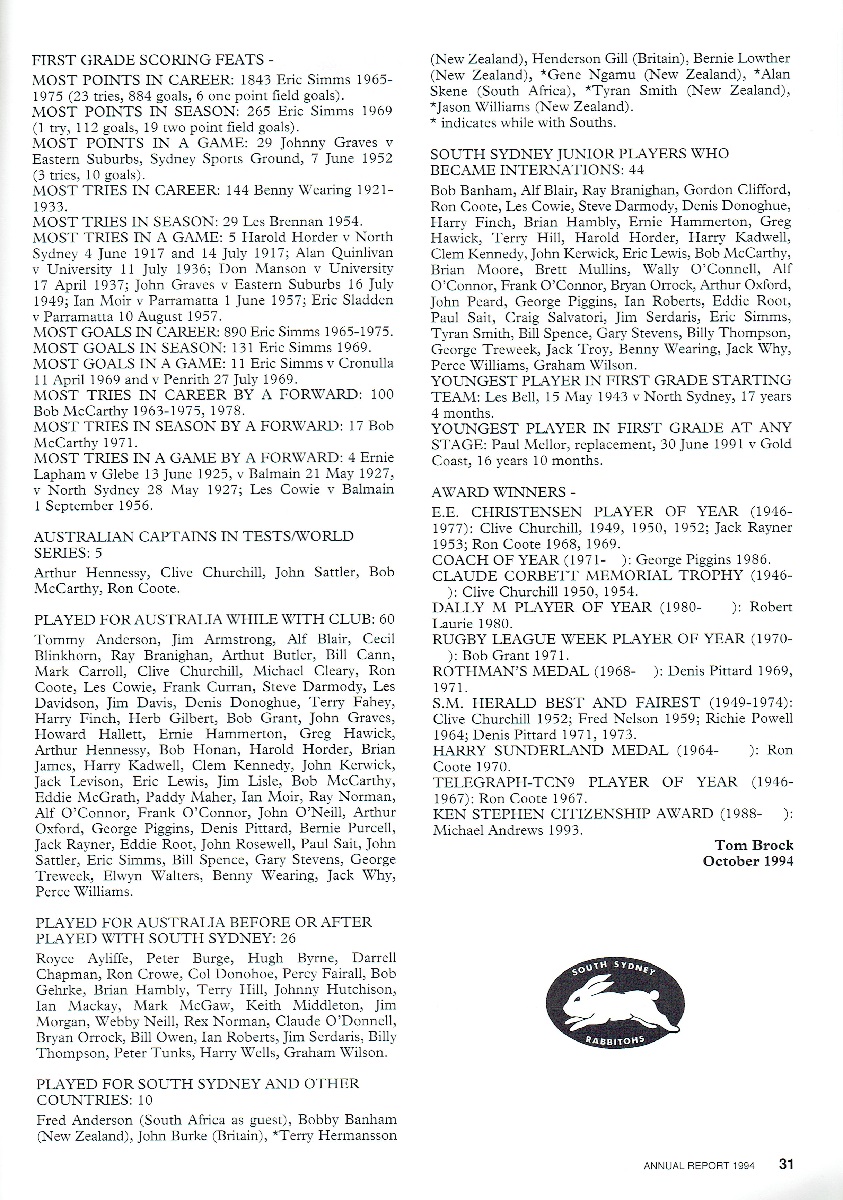 FIRST GRADE SCORING FEATS -
MOST POINTS IN CAREER: 1843 Eric Simms 1965-
1975 (23 tries, 884 goals, 6 one point field goals).
MOST POINTS IN SEASON: 265 Eric Simms 1969
(1 try, 112 goals, 19 two point field goals).
MOST POINTS IN A GAME: 29 Johnny Graves v
Eastern Suburbs, Sydney Sports Ground, 7 June 1952
(3 tries, 10 goals).
MOST TRIES IN CAREER: 144 Benny Wearing 1921-
1933.
MOST TRIES IN SEASON: 29 Les Brennan 1954.
MOST TRIES IN A GAME: 5 Harold Horder v North
Sydney 4 June 1917 and 14 July 1917; Alan Quinlivan
v University 11 July 1936; Don Manson v University
17 April 1937; John Graves v Eastern Suburbs 16 July
1949; Ian Moir v Parramatta 1 June 1957; Eric Sladden
v Parramatta 10 August 1957.
MOST GOALS IN CAREER: 890 Eric Simms 1965-1975.
MOST GOALS IN SEASON: 131 Eric Simms 1969.
MOST GOALS IN A GAME: 11 Eric Simms v Cronulla
11 April 1969 and v Penrith 27 July 1969.
MOST TRIES IN CAREER BY A FORWARD: 100
Bob McCarthy 1963-1975, 1978.
MOST TRIES IN SEASON BY A FORWARD: 17 Bob
McCarthy 1971.
MOST TRIES IN A GAME BY A FORWARD: 4 Ernie
Lapham v Glebe 13 June 1925, v Balmain 21 May 1927,
v North Sydney 28 May 1927; Les Cowie v Balmain
1 September 1956.
AUSTRALIAN CAPTAINS IN TESTS/WORLD
SERIES: 5
Arthur Hennessy, Clive Churchill, John Sattler, Bob
McCarthy, Ron Coote.
PLAYED FOR AUSTRALIA WHILE WITH CLUB: 60
Tommy Anderson, Jim Armstrong, Alf Blair, Cecil
Blinkhorn, Ray Branighan, Arthut Butler, Bill Cann,
Mark Carroll, Clive Churchill, Michael Cleary, Ron
Coote, Les Cowie, Frank Curran, Steve Darmody, Les
Davidson, Jim Davis, Denis Donoghue, Terry Fahey,
Harry Finch, Herb Gilbert, Bob Grant, John Graves,
Howard Hallett, Ernie Hammerton, Greg Hawick,
Arthur Hennessy, Bob Honan, Harold Horder, Brian
James, Harry Kadwell, Clem Kennedy, John Kerwick,
Jack Levison, Eric Lewis, Jim Lisle, Bob McCarthy,
Eddie McGrath, Paddy Maher, Ian Moir, Ray Norman,
Alf O'Connor, Frank O'Connor, John O'Neill, Arthur
Oxford, George Piggins, Denis Pittard, Bernie Purcell,
Jack Rayner, Eddie Root, John Rosewell, Paul Sait, John
Sattler, Eric Simms, Bill Spence, Gary Stevens, George
Treweek, Elwyn Walters, Benny Wearing, Jack Why,
Perce Williams.
PLAYED FOR AUSTRALIA BEFORE OR AFTER
PLAYED WITH SOUTH SYDNEY: 26
Royce Ayliffe, Peter Burge, Hugh Byrne, Darrell
Chapman, Ron Crowe, Col Donohoe, Percy Fairall, Bob
Gehrke, Brian Hambly, Terry Hill, Johnny Hutchison,
Ian Mackay, Mark McGaw, Keith Middleton, Jim
Morgan, Webby Neill, Rex Norman, Claude O'Donnell,
Bryan Orrock, Bill Owen, Ian Roberts, Jim Serdaris, Billy
Thompson, Peter Tunks, Harry Wells, Graham Wilson.
PLAYED FOR SOUTH SYDNEY AND OTHER
COUNTRIES: 10
Fred Anderson (South Africa as guest), Bobby Banham
(New Zealand), John Burke (Britain), *Terry Hermansson
(New Zealand), Henderson Gill (Britain), Bernie Lowther
(New Zealand), *Gene Ngamu (New Zealand), *Alan
Skene (South Africa), *Tyran Smith (New Zealand),
*Jason Williams (New Zealand).
* indicates while with Souths.
SOUTH SYDNEY JUNIOR PLAYERS WHO
BECAME INTERNATIONS: 44
Bob Banham, Alf Blair, Ray Branighan, Gordon Clifford,
Ron Coote, Les Cowie, Steve Darmody, Denis Donoghue,
Harry Finch, Brian Hambly, Ernie Hammerton, Greg
Hawick, Terry Hill, Harold Horder, Harry Kadwell,
Clem Kennedy, John Kerwick, Eric Lewis, Bob McCarthy,
Brian Moore, Brett Mullins, Wally O'Connell, Alf
O'Connor, Frank O'Connor, Bryan Orrock, Arthur Oxford,
John Peard, George Piggins, Ian Roberts, Eddie Root,
Paul Sait, Craig Salvatori, Jim Serdaris, Eric Simms,
Tyran Smith, Bill Spence, Gary Stevens, Billy Thompson,
George Treweek, Jack Troy, Benny Wearing, Jack Why,
Perce Williams, Graham Wilson.
YOUNGEST PLAYER IN FIRST GRADE STARTING
TEAM: Les Bell, 15 May 1943 v North Sydney, 17 years
4 months.
YOUNGEST PLAYER IN FIRST GRADE AT ANY
STAGE: Paul Mellor, replacement, 30 June 1991 v Gold
Coast, 16 years 10 months.
AWARD WINNERS -
E.E. CHRISTENSEN PLAYER OF YEAR (1946-
1977): Clive Churchill, 1949, 1950, 1952; Jack Rayner
1953; Ron Coote 1968, 1969.
COACH OF YEAR (1971- ): George Piggins 1986.
CLAUDE CORBETT MEMORIAL TROPHY (1946-
): Clive Churchill 1950, 1954.
DALLY M PLAYER OF YEAR (1980- ): Robert
Laurie 1980.
RUGBY LEAGUE WEEK PLAYER OF YEAR (1970-
): Bob Grant 1971.
ROTHMAN'S MEDAL (1968- ): Denis Pittard 1969,
1971.
S.M. HERALD BEST AND FAIREST (1949-1974):
Clive Churchill 1952; Fred Nelson 1959; Richie Powell
1964; Denis Pittard 1971, 1973.
HARRY SUNDERLAND MEDAL (1964- ): Ron
Coote 1970.
TELEGRAPH-TCN9 PLAYER OF YEAR (1946-
1967): Ron Coote 1967.
KEN STEPHEN CITIZENSHIP AWARD (1988- ):
Michael Andrews 1993.
Tom Brock
October 1994
SOUTH SYDNEY
RABBITOHS
ANNUAL REPORT 1994 31